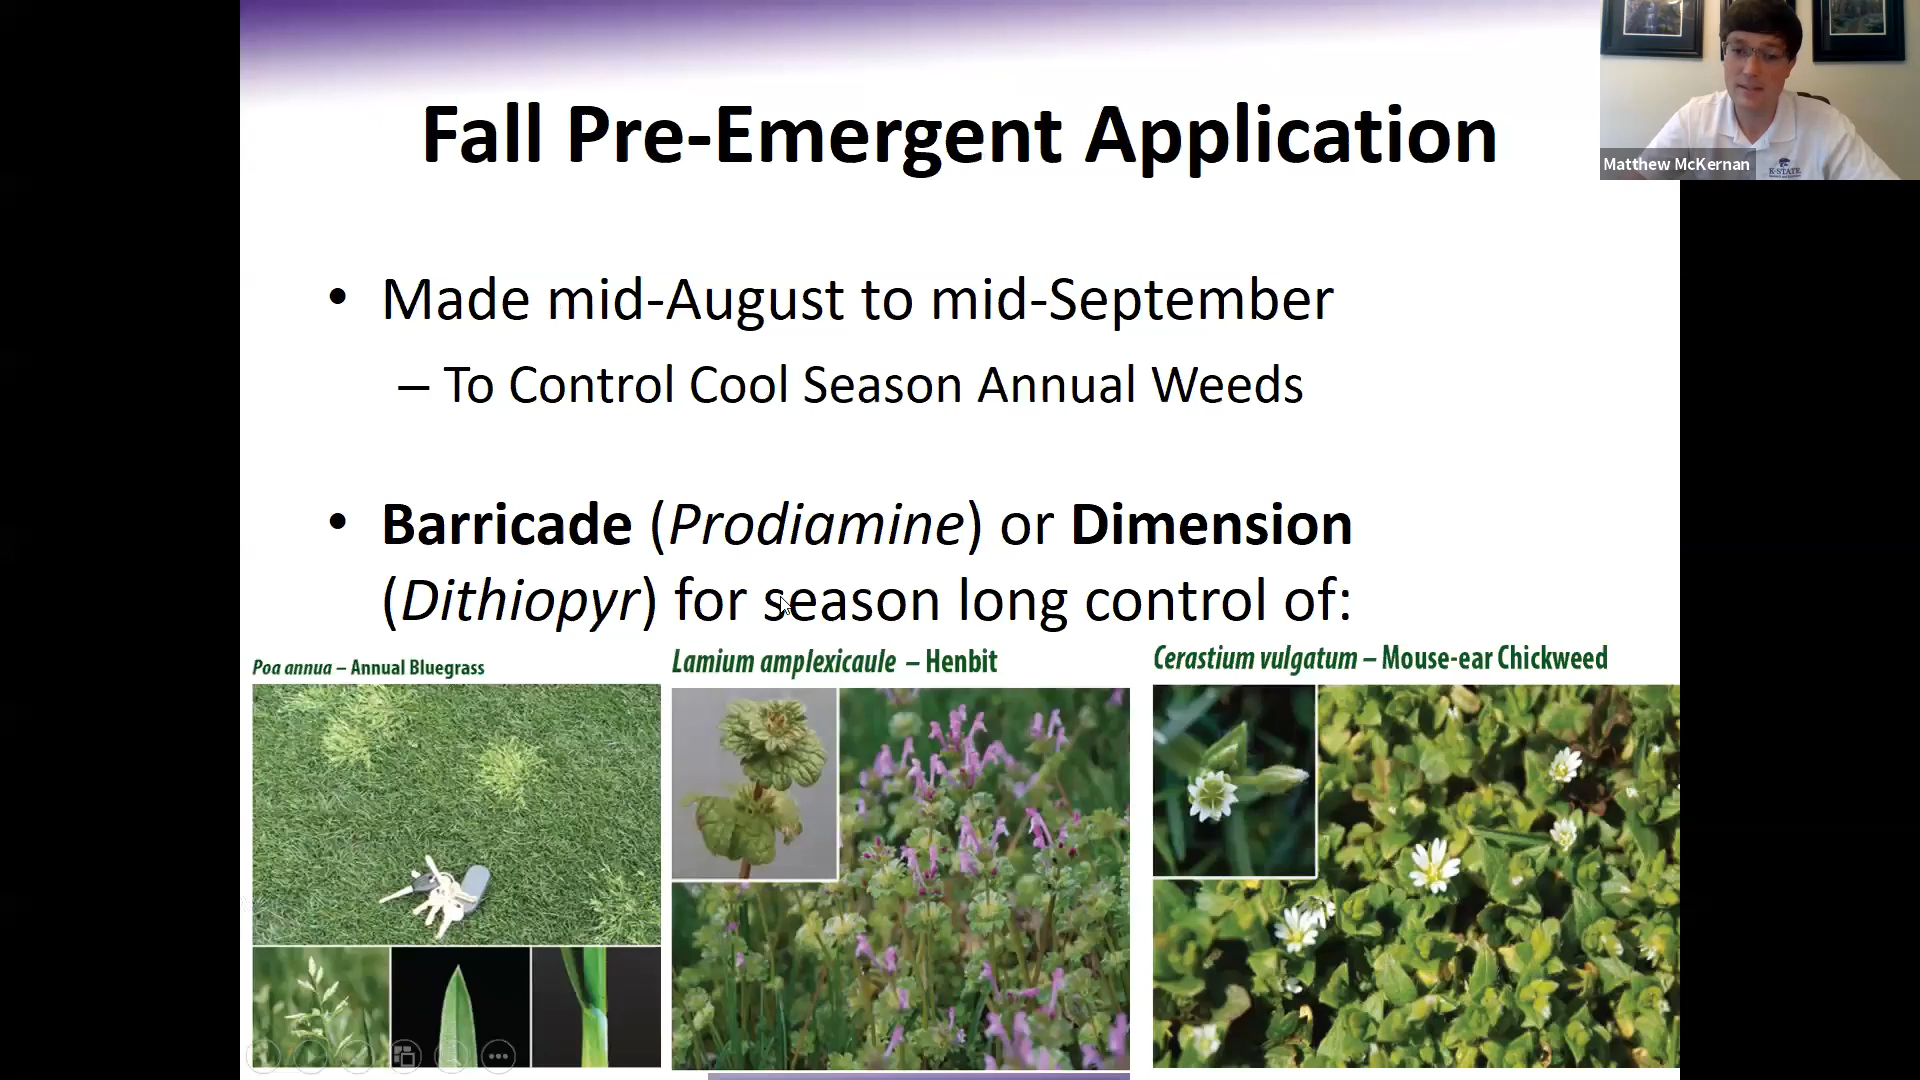 Fall Pre-Emergent Application
Matthew McKernan
K-STATE
• Made mid-August to mid-September
– To Control Cool Season Annual Weeds
• Barricade (Prodiamine) or Dimension
(Dithiopyr) for season long control of:
Poa annua – Annual Bluegrass
Lamium amplexicaule – Henbit
Cerastium vulgatum – Mouse-ear Chickweed